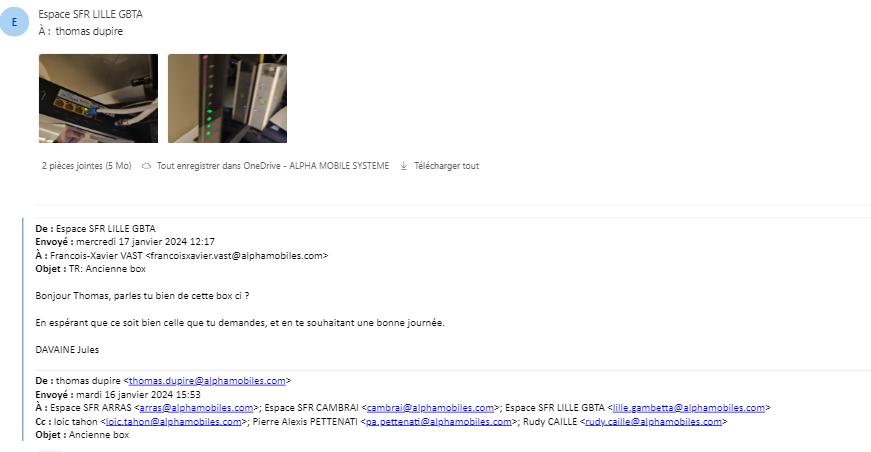 E
Espace SFR LILLE GBTA
À : thomas dupire
2 pièces jointes (5 Mo) Tout enregistrer dans OneDrive - ALPHA MOBILE SYSTEME Télécharger tout
De : Espace SFR LILLE GBTA
Envoyé : mercredi 17 janvier 2024 12:17
À : Francois-Xavier VAST <francoisxavier.vast@alphamobiles.com>
Objet : TR: Ancienne box
Bonjour Thomas, parles tu bien de cette box ci ?
En espérant que ce soit bien celle que tu demandes, et en te souhaitant une bonne journée.
DAVAINE Jules
De : thomas dupire <thomas.dupire@alphamobiles.com>
Envoyé : mardi 16 janvier 2024 15:53
À : Espace SFR ARRAS <arras@alphamobiles.com>; Espace SFR CAMBRAI <cambrai@alphamobiles.com>; Espace SFR LILLE GBTA <lille.gambetta@alphamobiles.com>
Cc : loic tahon <loic.tahon@alphamobiles.com>; Pierre Alexis PETTENATI <pa.pettenati@alphamobiles.com>; Rudy CAILLE <rudy.caille@alphamobiles.com>
Objet : Ancienne box